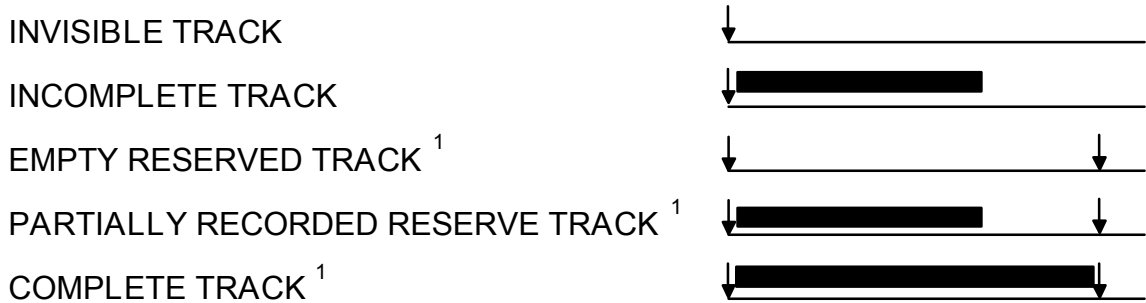 INVISIBLE TRACK
INCOMPLETE TRACK
EMPTY RESERVED TRACK 1
PARTIALLY RECORDED RESERVE TRACK 1
COMPLETE TRACK 1